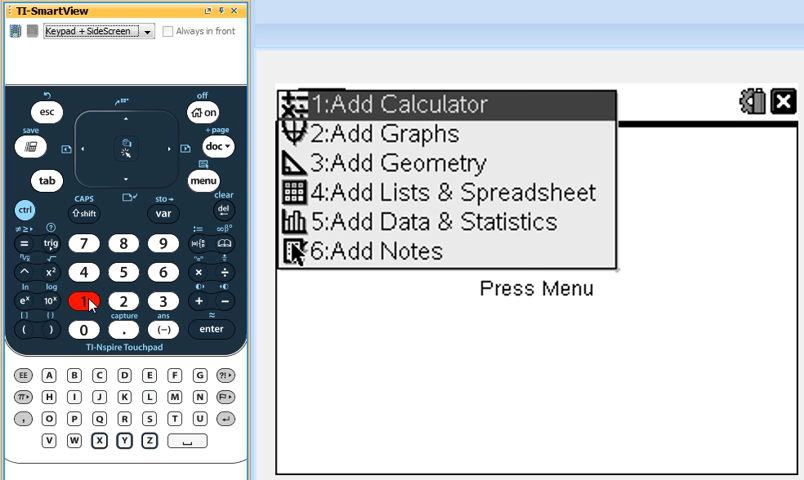 TI-SmartView
Keypad + SideScreen
Always in front
off
esc
on
save
+ page
doc
tab
menu
CAPS
sto→
clear
ctrl
shift
var
del
= trig 7 8 9
^ x² 4 5 6 × ÷
ln log
eˣ 10ˣ 1 2 3 + −
[ ] { } capture ans ≈
( ) 0 . (−) enter
TI-Nspire Touchpad
EE A B C D E F G ?!▸
π▸ H I J K L M N
, O P Q R S T U ↵
V W X Y Z
1:Add Calculator
2:Add Graphs
3:Add Geometry
4:Add Lists & Spreadsheet
5:Add Data & Statistics
6:Add Notes
Press Menu